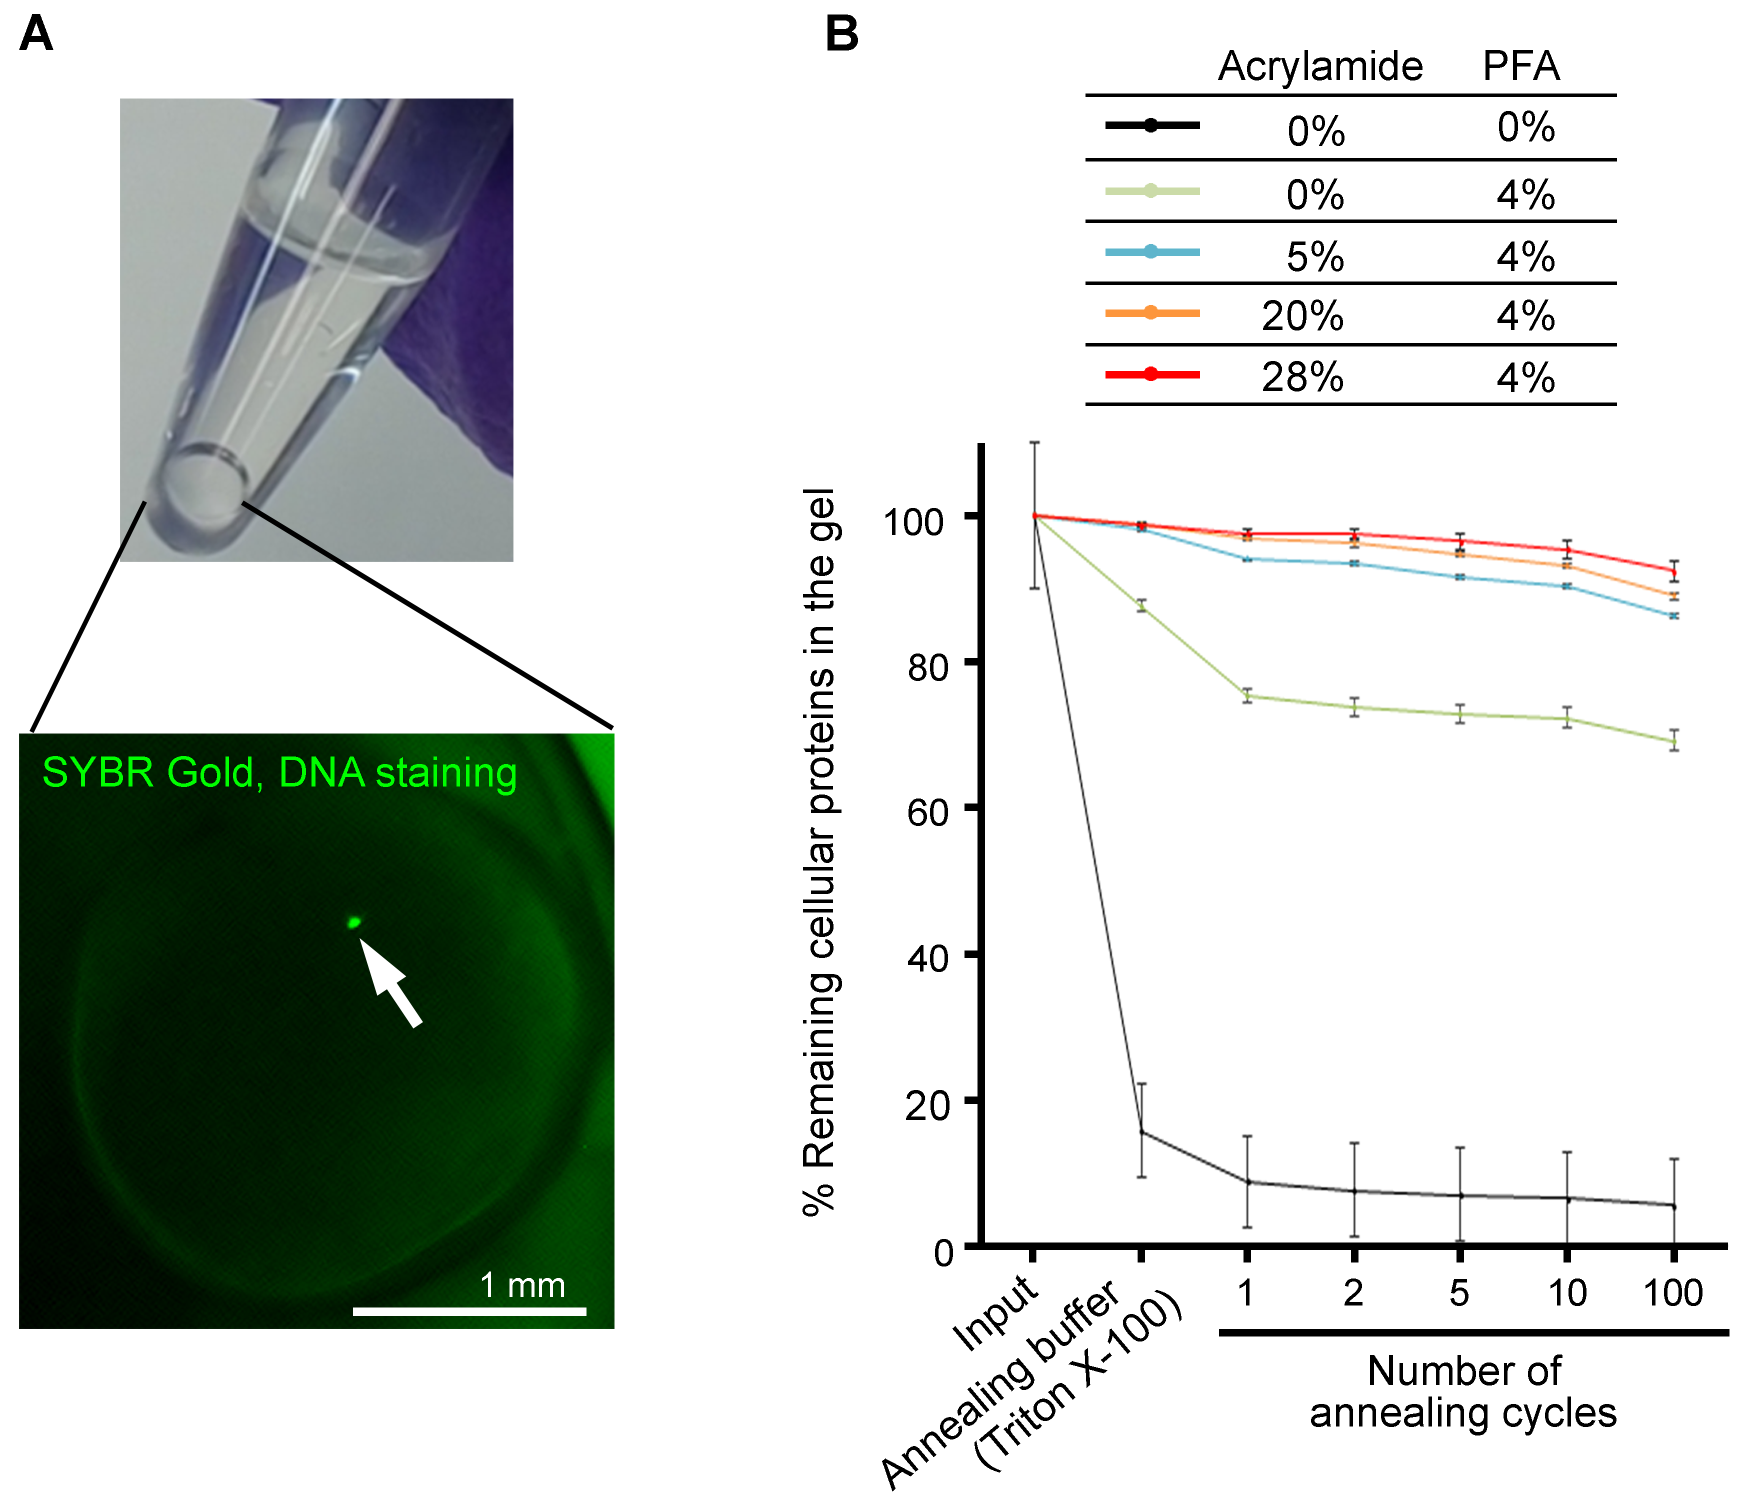 A
SYBR Gold, DNA staining
1 mm
B
Acrylamide PFA
0% 0%
0% 4%
5% 4%
20% 4%
28% 4%
% Remaining cellular proteins in the gel
100
80
60
40
20
0
Input
Annealing buffer
(Triton X-100)
1 2 5 10 100
Number of
annealing cycles